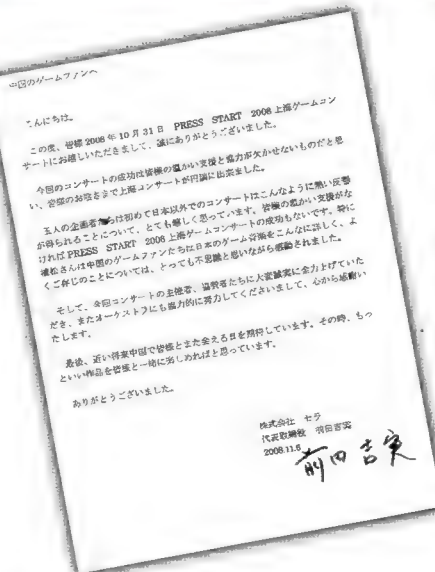 中国のゲームファンへ
こんにちは。
この度、皆様 2008 年 10 月 31 日 PRESS START 2008 上海ゲームコン
サートにお越しいただきまして、誠にありがとうございました。
今回のコンサートの成功は皆様の温かい支援と協力が欠かせないものだと思
い、皆様のお陰さまで上海コンサートが円満に出来ました。
五人の企画者らは初めて日本以外でのコンサートはこんなように熱い反響
が得られることについて、とても嬉しく思っています。皆様の温かい支援がな
ければ PRESS START 2008 上海ゲームコンサートの成功もないです。特に
植松さんは中国のゲームファンたちは日本のゲーム音楽をこんなに詳しく、よ
くご存じのことについては、とっても不思議と思いながら感動されました。
そして、今回コンサートの主催者、協賛者たちに大変誠実に全力上げていた
だき、またオーケストラにも協力的に努力してくださいまして、心から感謝い
たします。
最後、近い将来中国で皆様とまた会える日を期待しています。その時、もっ
といい作品を皆様と一緒に楽しめればと思っています。
ありがとうございました。
株式会社 セラ
代表取締役 前田吉実
2008.11.6
前田吉実